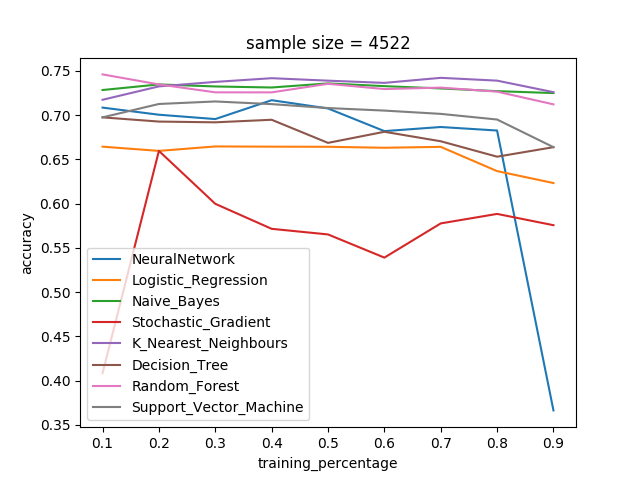 sample size = 4522
accuracy
0.75
0.70
0.65
0.60
0.55
0.50
0.45
0.40
0.35
NeuralNetwork
Logistic_Regression
Naive_Bayes
Stochastic_Gradient
K_Nearest_Neighbours
Decision_Tree
Random_Forest
Support_Vector_Machine
0.1 0.2 0.3 0.4 0.5 0.6 0.7 0.8 0.9
training_percentage